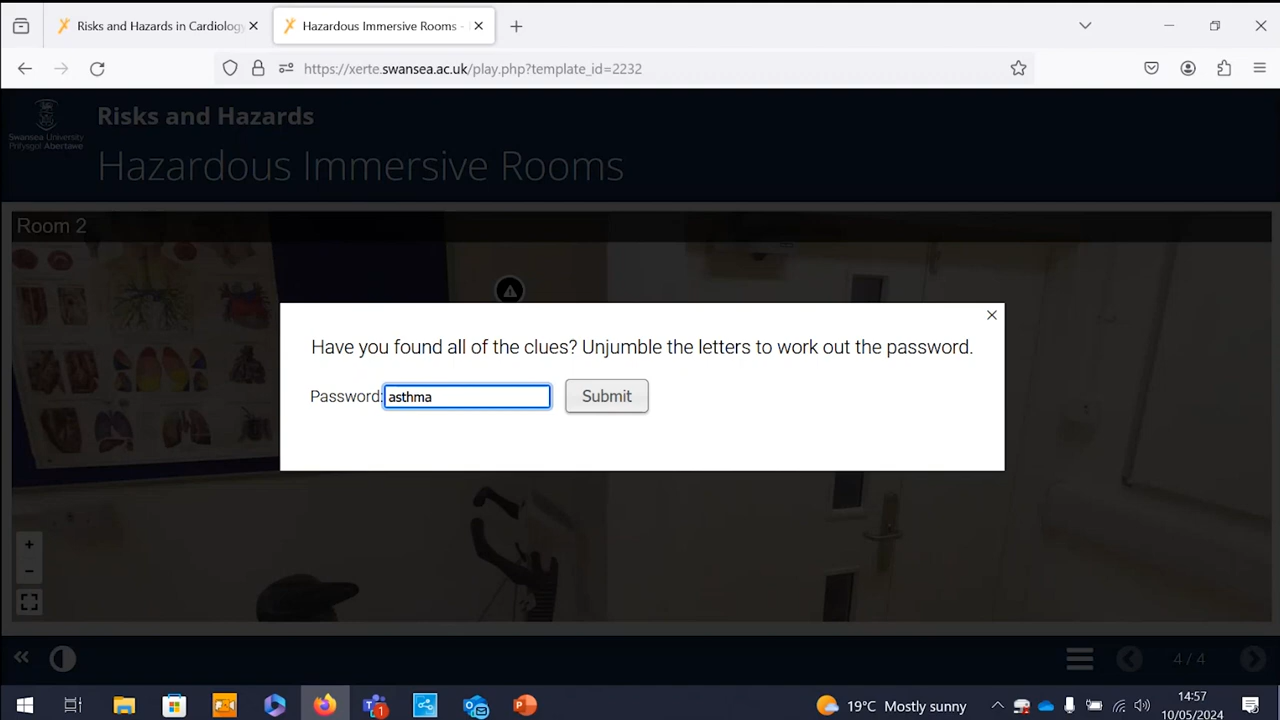 Risks and Hazards in Cardiology
Hazardous Immersive Rooms -
https://xerte.swansea.ac.uk/play.php?template_id=2232
Swansea University
Prifysgol Abertawe
Risks and Hazards
Hazardous Immersive Rooms
Room 2
Have you found all of the clues? Unjumble the letters to work out the password.
Password: asthma Submit
+
-
4 / 4
1
19°C Mostly sunny
14:57
10/05/2024